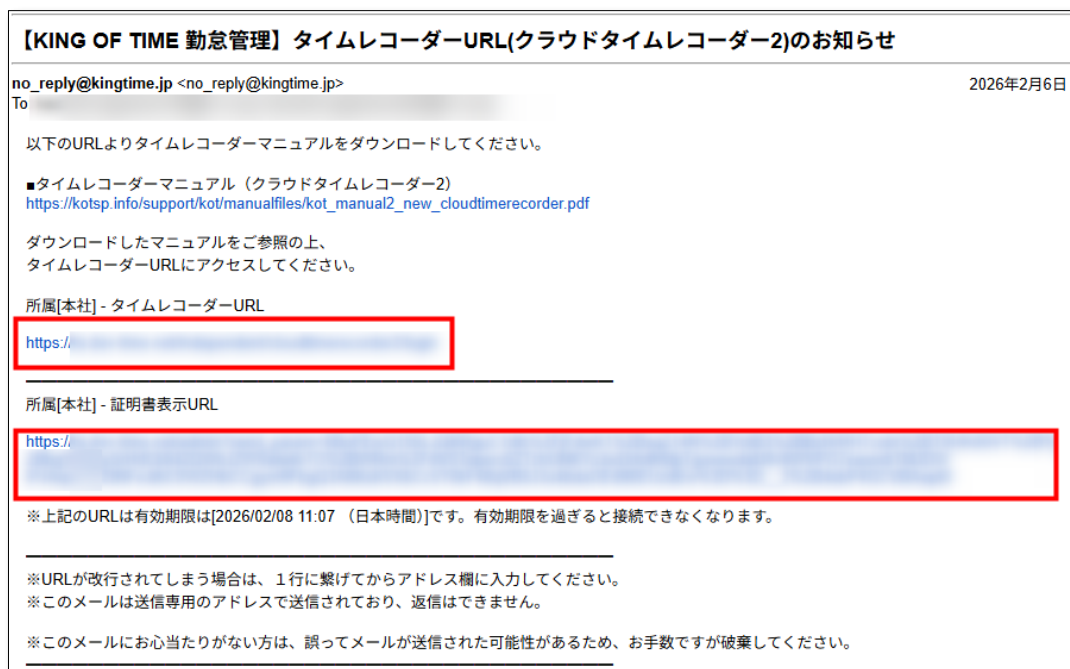 【KING OF TIME 勤怠管理】タイムレコーダーURL(クラウドタイムレコーダー2)のお知らせ
no_reply@kingtime.jp <no_reply@kingtime.jp>
2026年2月6日
To
以下のURLよりタイムレコーダーマニュアルをダウンロードしてください。
■タイムレコーダーマニュアル（クラウドタイムレコーダー2）
https://kotsp.info/support/kot/manualfiles/kot_manual2_new_cloudtimerecorder.pdf
ダウンロードしたマニュアルをご参照の上、
タイムレコーダーURLにアクセスしてください。
所属[本社] - タイムレコーダーURL
https:/
所属[本社] - 証明書表示URL
https:/
※上記のURLは有効期限は[2026/02/08 11:07 （日本時間）]です。有効期限を過ぎると接続できなくなります。
※URLが改行されてしまう場合は、１行に繋げてからアドレス欄に入力してください。
※このメールは送信専用のアドレスで送信されており、返信はできません。
※このメールにお心当たりがない方は、誤ってメールが送信された可能性があるため、お手数ですが破棄してください。